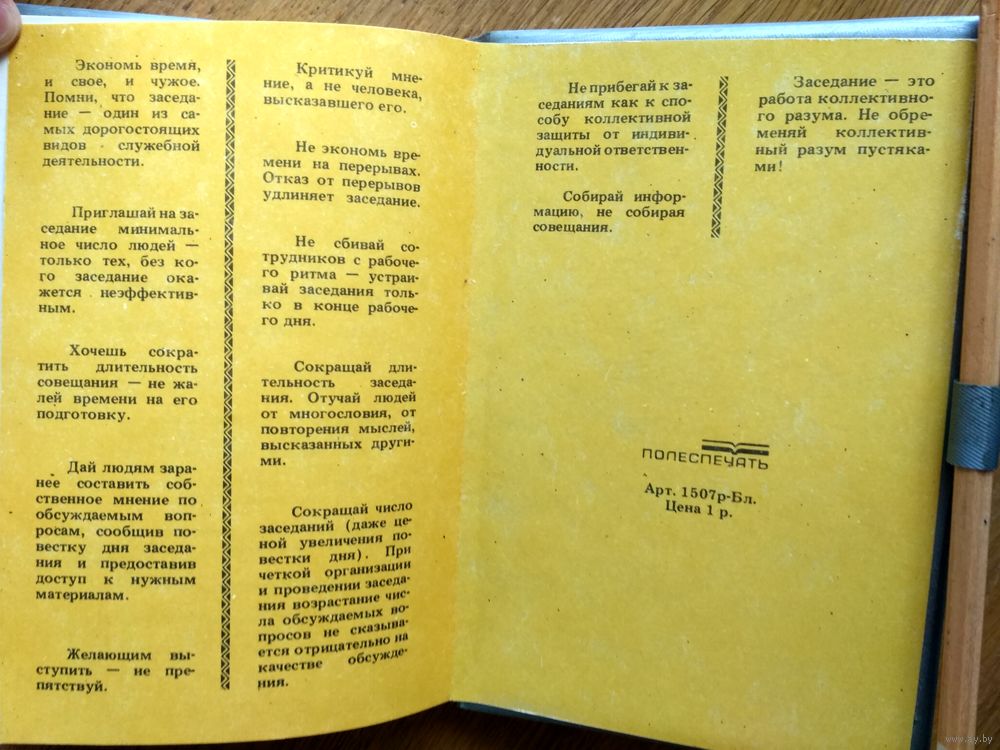 Экономь время,
и свое, и чужое.
Помни, что заседа-
ние — один из са-
мых дорогостоящих
видов служебной
деятельности.
Приглашай на за-
седание минималь-
ное число людей —
только тех, без ко-
го заседание ока-
жется неэффектив-
ным.
Хочешь сокра-
тить длительность
совещания — не жа-
лей времени на его
подготовку.
Дай людям зара-
нее составить соб-
ственное мнение по
обсуждаемым воп-
росам, сообщив по-
вестку дня заседа-
ния и предоставив
доступ к нужным
материалам.
Желающим вы-
ступить — не пре-
пятствуй.
Критикуй мне-
ние, а не человека,
высказавшего его.
Не экономь вре-
мени на перерывах.
Отказ от перерывов
удлиняет заседание.
Не сбивай со-
трудников с рабоче-
го ритма — устраи-
вай заседания толь-
ко в конце рабоче-
го дня.
Сокращай дли-
тельность заседа-
ния. Отучай людей
от многословия, от
повторения мыслей,
высказанных други-
ми.
Сокращай число
заседаний (даже це-
ной увеличения по-
вестки дня). При
четкой организации
и проведении заседа-
ния возрастание чис-
ла обсуждаемых во-
просов не сказыва-
ется отрицательно на
качестве обсужде-
ния.
Не прибегай к за-
седаниям как к спо-
собу коллективной
защиты от индиви-
дуальной ответствен-
ности.
Собирай инфор-
мацию, не собирая
совещания.
Заседание — это
работа коллективно-
го разума. Не обре-
меняй коллектив-
ный разум пустяка-
ми!
ПОЛЕСПЕЧАТЬ
Арт. 1507р-Бл.
Цена 1 р.
www.ay.by